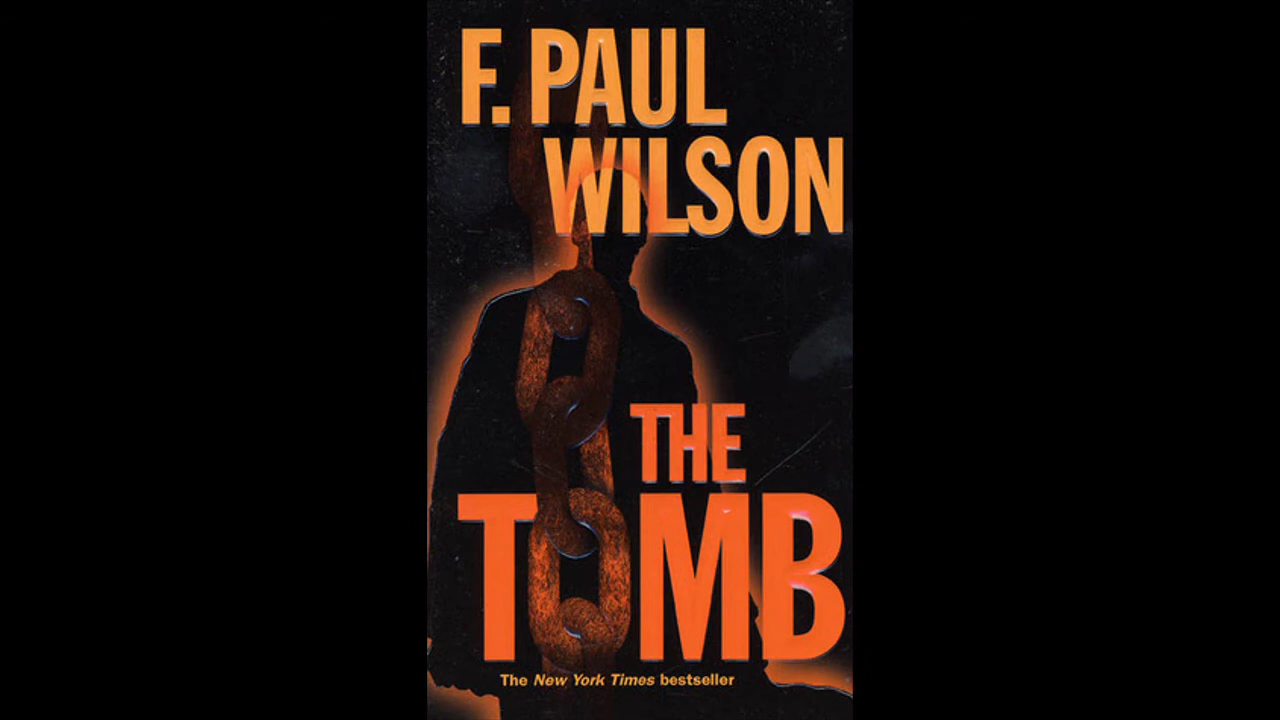 F. PAUL
WILSON
THE
TOMB
The New York Times bestseller